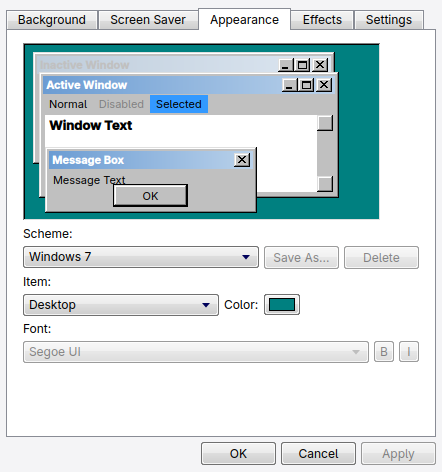 Background Screen Saver Appearance Effects Settings
Inactive Window
Active Window
Normal Disabled Selected
Window Text
Message Box
Message Text
OK
Scheme:
Windows 7 Save As... Delete
Item:
Desktop Color:
Font:
Segoe UI B I
OK Cancel Apply